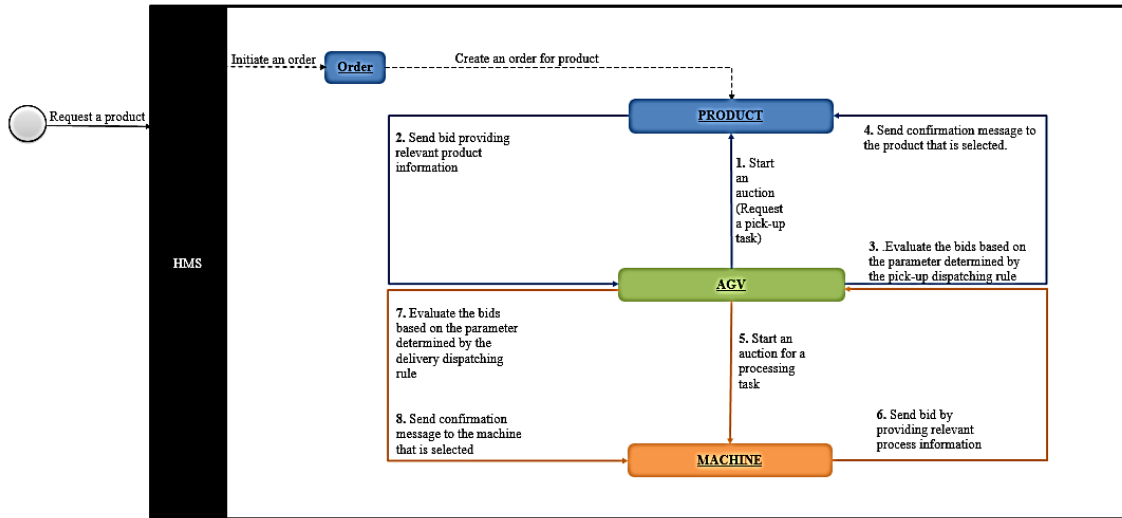 Initiate an order
Order
Create an order for product
Request a product
HMS
PRODUCT
2. Send bid providing
relevant product
information
1. Start
an
auction
(Request
a pick-up
task)
4. Send confirmation message to
the product that is selected.
3. .Evaluate the bids based on
the parameter determined by
the pick-up dispatching rule
AGV
7. Evaluate the bids
based on the parameter
determined by the
delivery dispatching
rule
5. Start an
auction for a
processing
task
8. Send confirmation
message to the machine
that is selected
6. Send bid by
providing relevant
process information
MACHINE